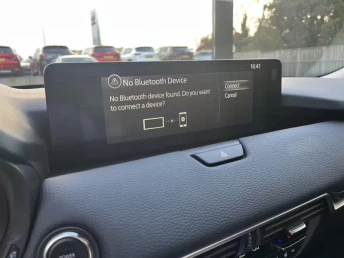 10:41
No Bluetooth Device
No Bluetooth device found. Do you want
to connect a device?
Connect
Cancel